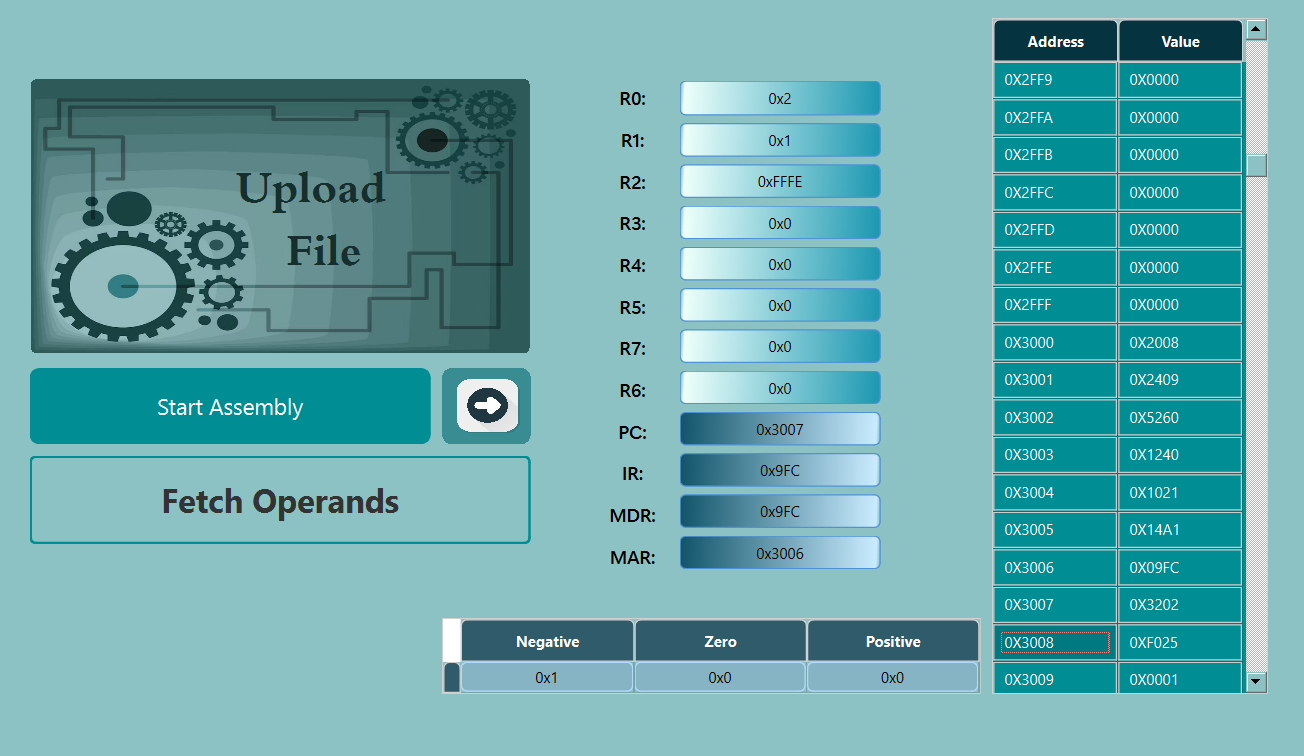 Upload
File
Start Assembly
Fetch Operands
R0: 0x2
R1: 0x1
R2: 0xFFFE
R3: 0x0
R4: 0x0
R5: 0x0
R7: 0x0
R6: 0x0
PC: 0x3007
IR: 0x9FC
MDR: 0x9FC
MAR: 0x3006
Negative Zero Positive
0x1 0x0 0x0
Address Value
0X2FF9 0X0000
0X2FFA 0X0000
0X2FFB 0X0000
0X2FFC 0X0000
0X2FFD 0X0000
0X2FFE 0X0000
0X2FFF 0X0000
0X3000 0X2008
0X3001 0X2409
0X3002 0X5260
0X3003 0X1240
0X3004 0X1021
0X3005 0X14A1
0X3006 0X09FC
0X3007 0X3202
0X3008 0XF025
0X3009 0X0001